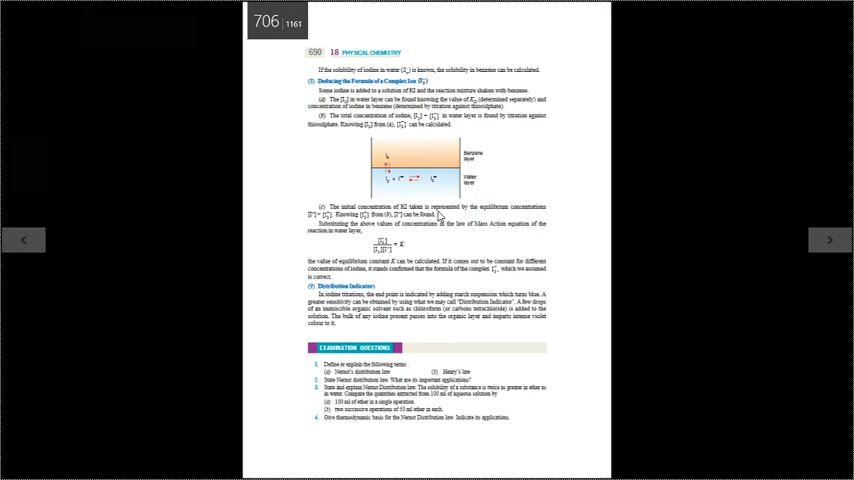 706 | 1161
690 18 PHYSICAL CHEMISTRY
If the solubility of iodine in water (Sw) is known, the solubility in benzene can be calculated.
(8) Deducing the Formula of a Complex Ion (I3–)
Some iodine is added to a solution of KI and the reaction mixture shaken with benzene.
(a) The [I2] in water layer can be found knowing the value of KD (determined separately) and
concentration of iodine in benzene (determined by titration against thiosulphate).
(b) The total concentration of iodine, [I2] + [I3–] in water layer is found by titration against
thiosulphate. Knowing [I2] from (a), [I3–] can be calculated.
I2
Benzene
layer
I2 + I– ⇌ I3–
Water
layer
(c) The initial concentration of KI taken is represented by the equilibrium concentrations
[I–] + [I3–]. Knowing [I3–] from (b), [I–] can be found.
Substituting the above values of concentrations in the law of Mass Action equation of the
reaction in water layer,
[I3–] / [I2][I–] = K
the value of equilibrium constant K can be calculated. If it comes out to be constant for different
concentrations of iodine, it stands confirmed that the formula of the complex I3–, which we assumed
is correct.
(9) Distribution Indicators
In iodine titrations, the end point is indicated by adding starch suspension which turns blue. A
greater sensitivity can be obtained by using what we may call 'Distribution Indicator'. A few drops
of an immiscible organic solvent such as chloroform (or carbon tetrachloride) is added to the
solution. The bulk of any iodine present passes into the organic layer and imparts intense violet
colour to it.
EXAMINATION QUESTIONS
1. Define or explain the following terms :
(a) Nernst's distribution law (b) Henry's law
2. State Nernst distribution law. What are its important applications?
3. State and explain Nernst Distribution law. The solubility of a substance is twice as greater in ether as
in water. Compare the quantities extracted from 100 ml of aqueous solution by
(a) 100 ml of ether in a single operation
(b) two successive operations of 50 ml ether in each.
4. Give thermodynamic basis for the Nernst Distribution law. Indicate its applications.